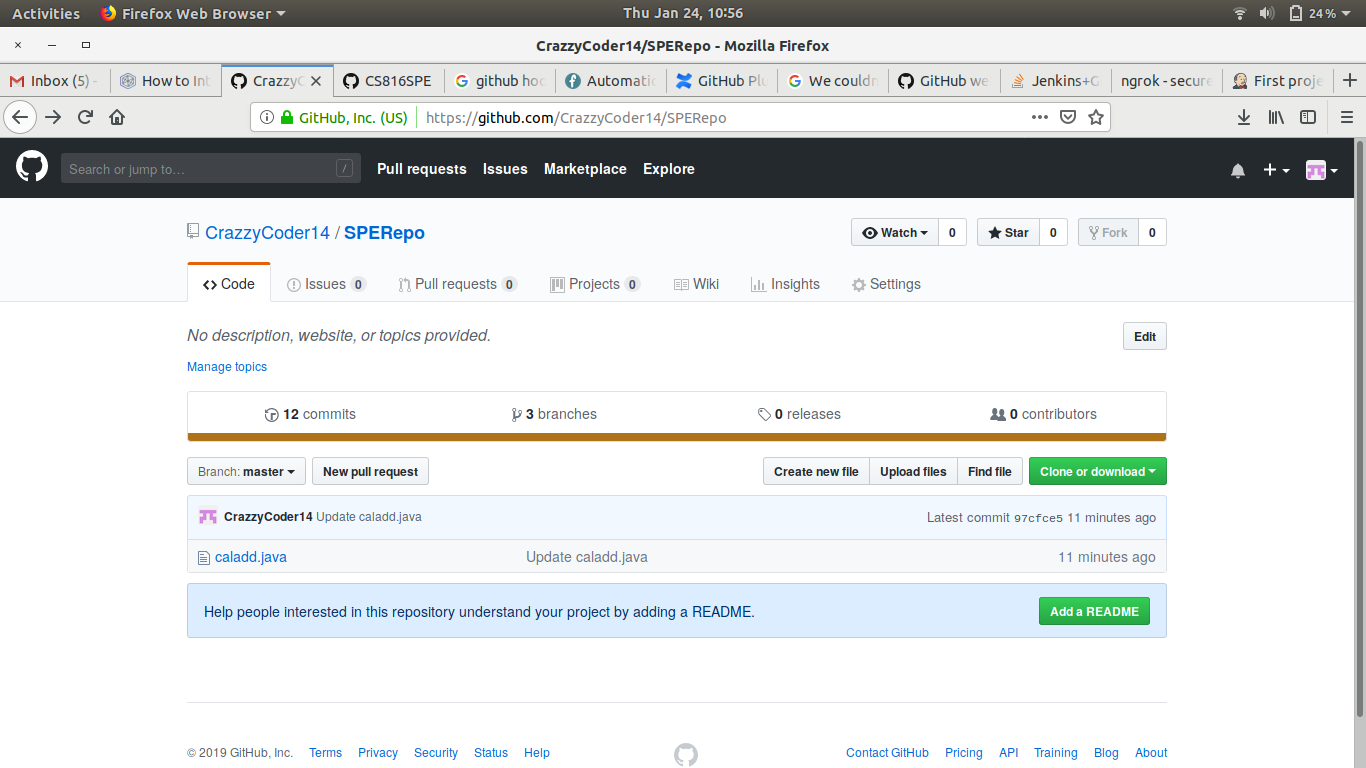 Activities Firefox Web Browser Thu Jan 24, 10:56 24%
CrazzyCoder14/SPERepo - Mozilla Firefox
Inbox (5) - How to Int CrazzyC CS816SPE github hoo Automatic GitHub Plu We couldn GitHub we Jenkins+G ngrok - secure First proje
GitHub, Inc. (US) https://github.com/CrazzyCoder14/SPERepo
Search or jump to… / Pull requests Issues Marketplace Explore
CrazzyCoder14 / SPERepo Watch 0 Star 0 Fork 0
Code Issues 0 Pull requests 0 Projects 0 Wiki Insights Settings
No description, website, or topics provided. Edit
Manage topics
12 commits 3 branches 0 releases 0 contributors
Branch: master New pull request Create new file Upload files Find file Clone or download
CrazzyCoder14 Update caladd.java Latest commit 97cfce5 11 minutes ago
caladd.java Update caladd.java 11 minutes ago
Help people interested in this repository understand your project by adding a README. Add a README
© 2019 GitHub, Inc. Terms Privacy Security Status Help Contact GitHub Pricing API Training Blog About